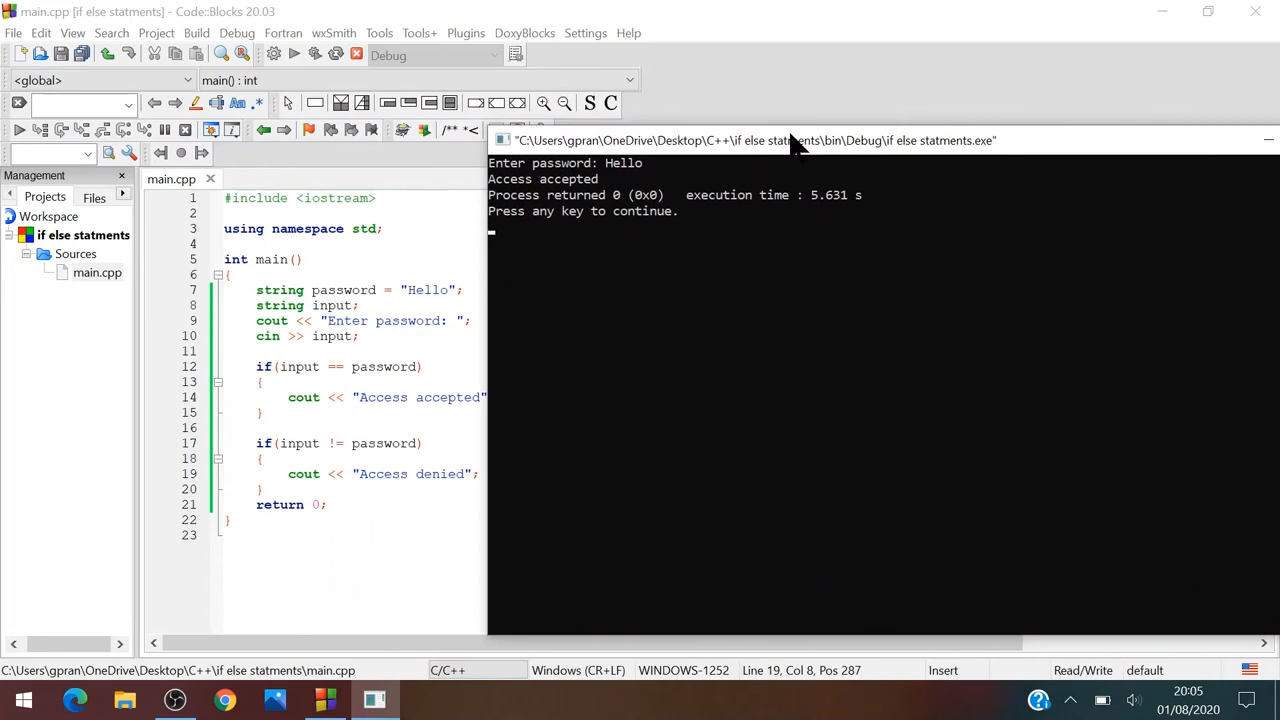 main.cpp [if else statments] - Code::Blocks 20.03
File Edit View Search Project Build Debug Fortran wxSmith Tools Tools+ Plugins DoxyBlocks Settings Help
Debug
<global> main() : int
S C
/** *<
"C:\Users\gpran\OneDrive\Desktop\C++\if else statments\bin\Debug\if else statments.exe"
Enter password: Hello
Access accepted
Process returned 0 (0x0)   execution time : 5.631 s
Press any key to continue.
Management
Projects Files
Workspace
if else statments
Sources
main.cpp
main.cpp
1 #include <iostream>
2
3 using namespace std;
4
5 int main()
6 {
7 string password = "Hello";
8 string input;
9 cout << "Enter password: ";
10 cin >> input;
11
12 if(input == password)
13 {
14 cout << "Access accepted"
15 }
16
17 if(input != password)
18 {
19 cout << "Access denied";
20 }
21 return 0;
22 }
23
C:\Users\gpran\OneDrive\Desktop\C++\if else statments\main.cpp C/C++ Windows (CR+LF) WINDOWS-1252 Line 19, Col 8, Pos 287 Insert Read/Write default
20:05
01/08/2020